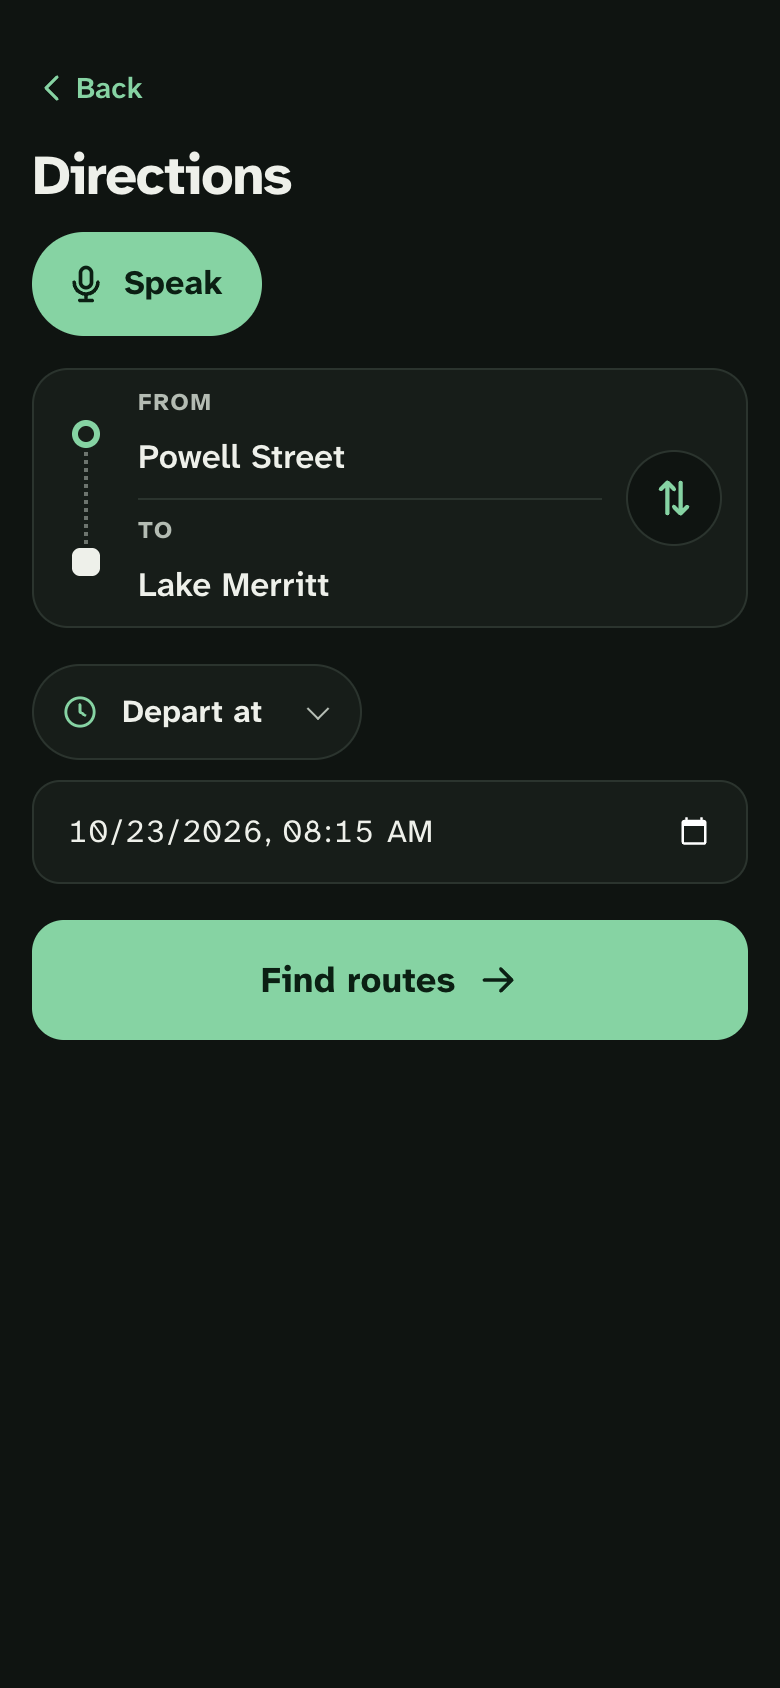 Back
Directions
Speak
FROM
Powell Street
TO
Lake Merritt
Depart at
10/23/2026, 08:15 AM
Find routes